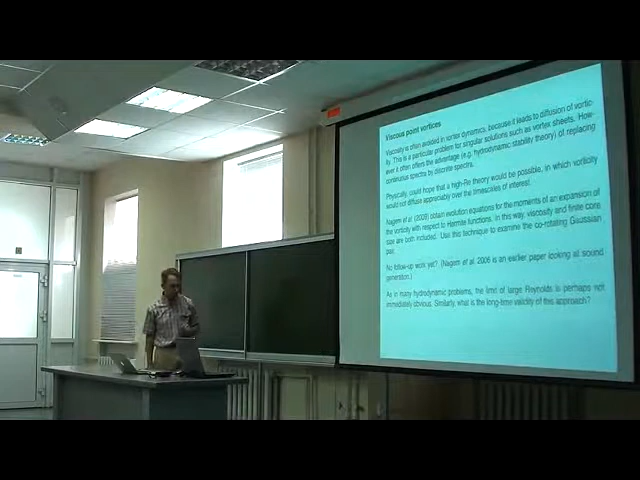 Viscous point vortices
Viscosity is often avoided in vortex dynamics, because it leads to diffusion of vortic-
ity. This is a particular problem for singular solutions such as vortex sheets. How-
ever it often offers the advantage (e.g. hydrodynamic stability theory) of replacing
continuous spectra by discrete spectra.
Physically, could hope that a high-Re theory would be possible, in which vorticity
would not diffuse appreciably over the timescales of interest.
Nagem et al. (2009) obtain evolution equations for the moments of an expansion of
the vorticity with respect to Hermite functions, in this way, viscosity and finite core
size are both included. Use this technique to examine the co-rotating Gaussian
pair.
No follow-up work yet? (Nagem et al. 2006 is an earlier paper looking at sound
generation.)
As in many hydrodynamic problems, the limit of large Reynolds is perhaps not
immediately obvious. Similarly, what is the long-time validity of this approach?